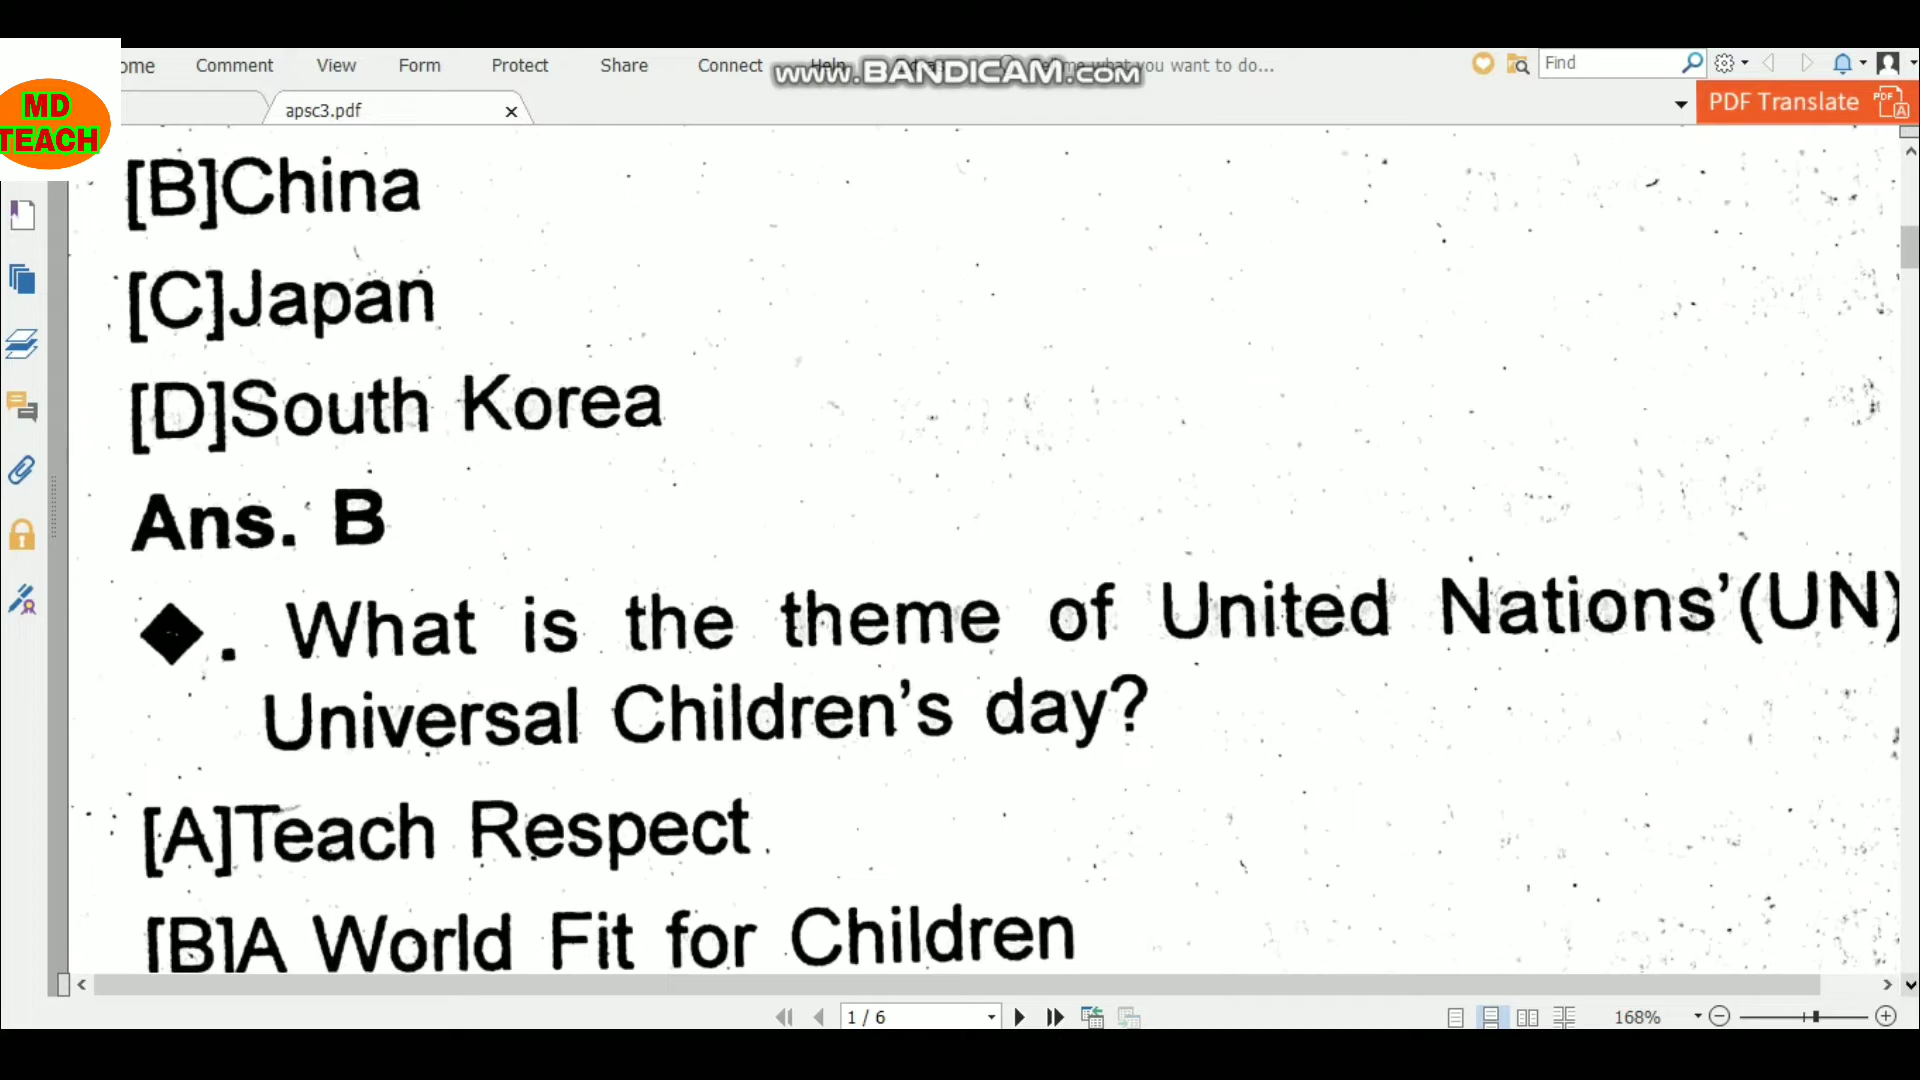 ome Comment View Form Protect Share Connect Help you want to do... Find
www.BANDICAM.com
MD
TEACH
apsc3.pdf
PDF Translate
[B]China
[C]Japan
[D]South Korea
Ans. B
◆. What is the theme of United Nations'(UN)
Universal Children's day?
[A]Teach Respect
[B]A World Fit for Children
1 / 6
168%